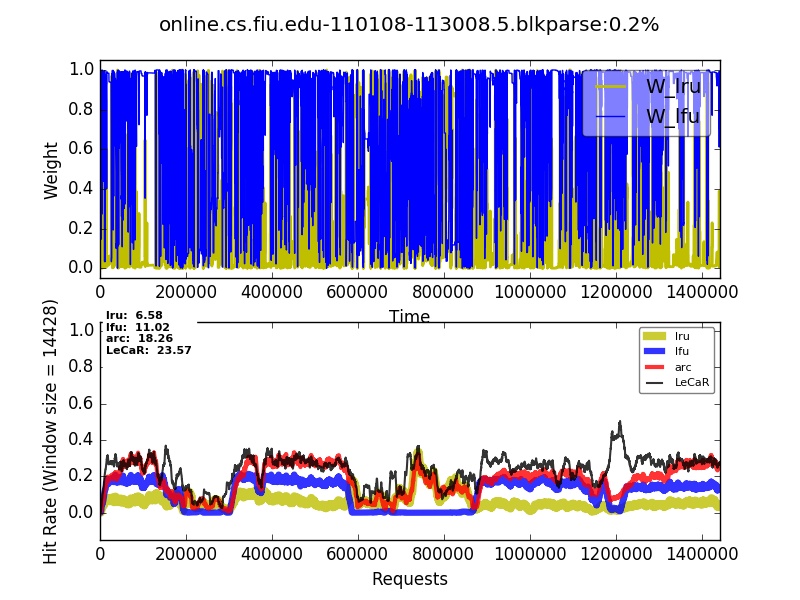 online.cs.fiu.edu-110108-113008.5.blkparse:0.2%
1.0
0.8
0.6
0.4
0.2
0.0
Weight
W_lru
W_lfu
0 200000 400000 600000 800000 1000000 1200000 1400000
Time
lru: 6.58
lfu: 11.02
arc: 18.26
LeCaR: 23.57
1.0
0.8
0.6
0.4
0.2
0.0
Hit Rate (Window size = 14428)
lru
lfu
arc
LeCaR
0 200000 400000 600000 800000 1000000 1200000 1400000
Requests